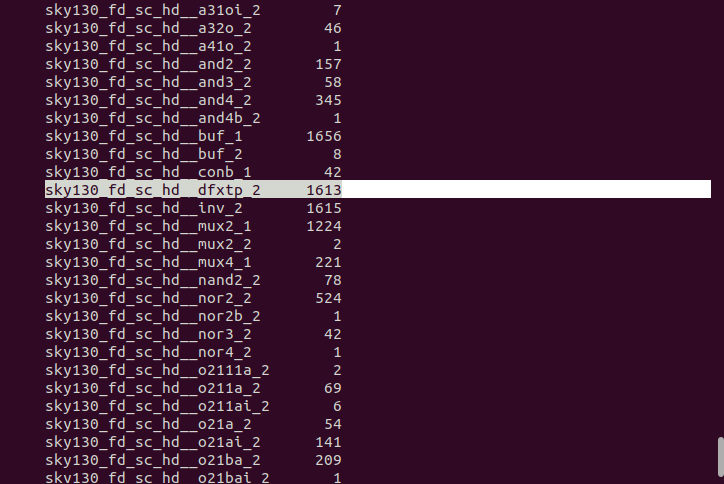 sky130_fd_sc_hd__a31oi_2 7
sky130_fd_sc_hd__a32o_2 46
sky130_fd_sc_hd__a41o_2 1
sky130_fd_sc_hd__and2_2 157
sky130_fd_sc_hd__and3_2 58
sky130_fd_sc_hd__and4_2 345
sky130_fd_sc_hd__and4b_2 1
sky130_fd_sc_hd__buf_1 1656
sky130_fd_sc_hd__buf_2 8
sky130_fd_sc_hd__conb_1 42
sky130_fd_sc_hd__dfxtp_2 1613
sky130_fd_sc_hd__inv_2 1615
sky130_fd_sc_hd__mux2_1 1224
sky130_fd_sc_hd__mux2_2 2
sky130_fd_sc_hd__mux4_1 221
sky130_fd_sc_hd__nand2_2 78
sky130_fd_sc_hd__nor2_2 524
sky130_fd_sc_hd__nor2b_2 1
sky130_fd_sc_hd__nor3_2 42
sky130_fd_sc_hd__nor4_2 1
sky130_fd_sc_hd__o2111a_2 2
sky130_fd_sc_hd__o211a_2 69
sky130_fd_sc_hd__o211ai_2 6
sky130_fd_sc_hd__o21a_2 54
sky130_fd_sc_hd__o21ai_2 141
sky130_fd_sc_hd__o21ba_2 209
sky130_fd_sc_hd__o21bai_2 1